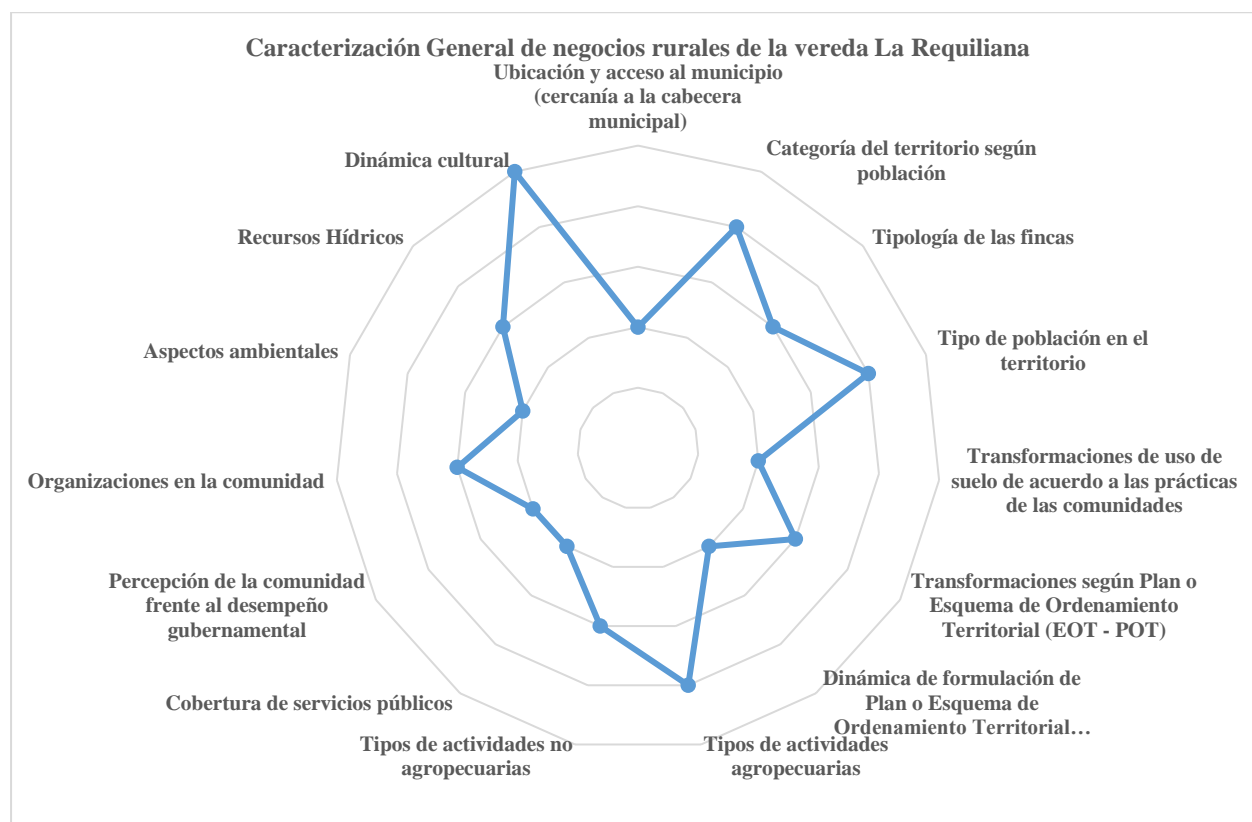 Caracterización General de negocios rurales de la vereda La Requiliana
Ubicación y acceso al municipio
(cercanía a la cabecera
municipal)
Categoría del territorio según
población
Tipología de las fincas
Tipo de población en el
territorio
Transformaciones de uso de
suelo de acuerdo a las prácticas
de las comunidades
Transformaciones según Plan o
Esquema de Ordenamiento
Territorial (EOT - POT)
Dinámica de formulación de
Plan o Esquema de
Ordenamiento Territorial…
Tipos de actividades
agropecuarias
Tipos de actividades no
agropecuarias
Cobertura de servicios públicos
Percepción de la comunidad
frente al desempeño
gubernamental
Organizaciones en la comunidad
Aspectos ambientales
Recursos Hídricos
Dinámica cultural